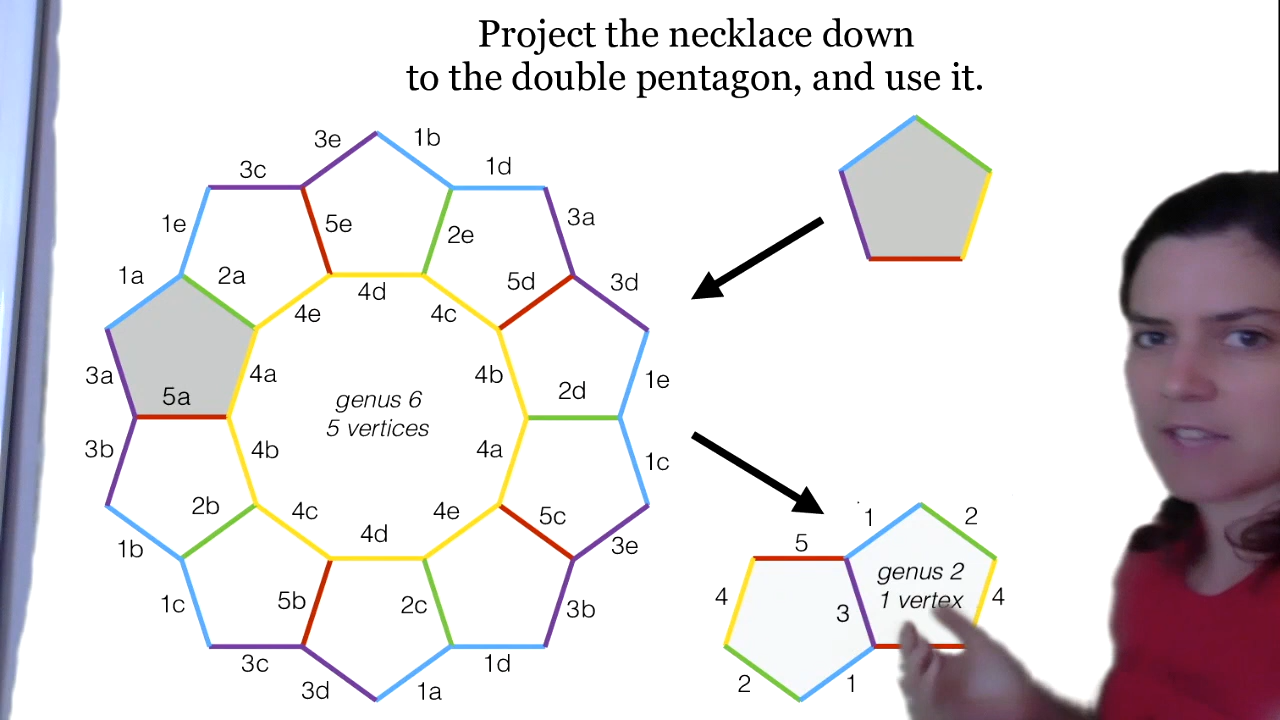 Project the necklace down
to the double pentagon, and use it.
3e
1b
3c
1d
1e
5e
2e
3a
1a
2a
5d
3d
4d
4e
4c
3a
4a
4b
1e
5a
2d
genus 6
5 vertices
3b
4b
4a
1c
2b
4c
4e
5c
4d
1b
3e
1c
5b
2c
3b
3c
3d
1a
1d
1
2
5
genus 2
1 vertex
4
3
4
2
1